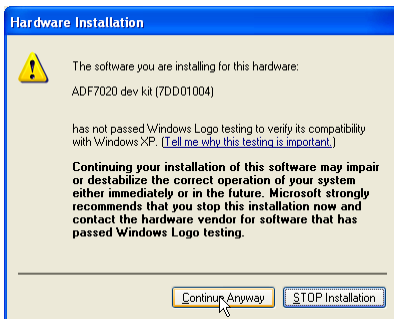 Hardware Installation
The software you are installing for this hardware:
ADF7020 dev kit (7DD01004)
has not passed Windows Logo testing to verify its compatibility
with Windows XP. (Tell me why this testing is important.)
Continuing your installation of this software may impair
or destabilize the correct operation of your system
either immediately or in the future. Microsoft strongly
recommends that you stop this installation now and
contact the hardware vendor for software that has
passed Windows Logo testing.
Continue Anyway STOP Installation